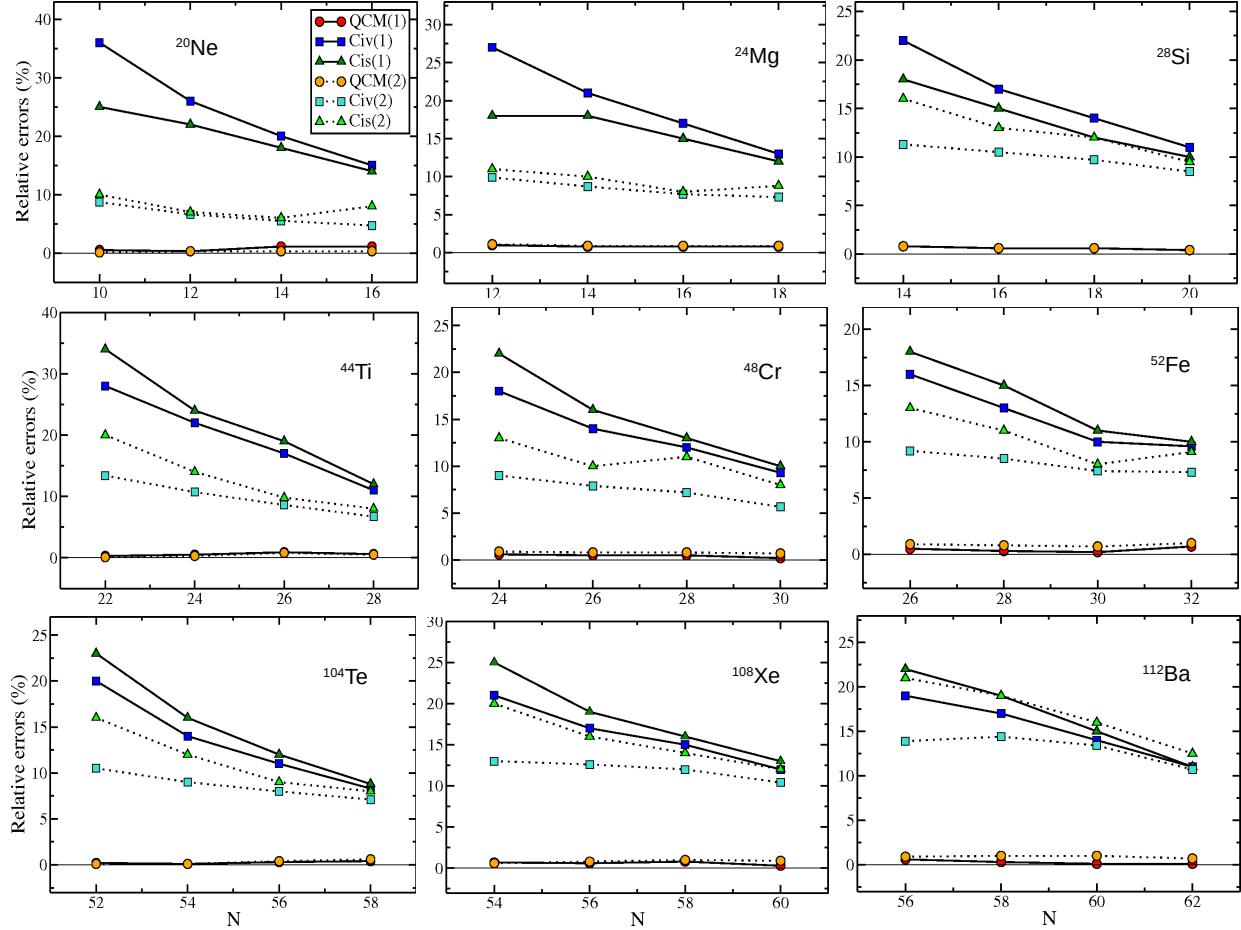 40
30
20
10
0
Relative errors (%)
10 12 14 16
20Ne
QCM(1)
Civ(1)
Cis(1)
QCM(2)
Civ(2)
Cis(2)
30
25
20
15
10
5
0
12 14 16 18
24Mg
25
20
15
10
5
0
14 16 18 20
28Si
40
30
20
10
0
Relative errors (%)
22 24 26 28
44Ti
25
20
15
10
5
0
24 26 28 30
48Cr
20
15
10
5
0
26 28 30 32
52Fe
25
20
15
10
5
0
Relative errors (%)
52 54 56 58
N
104Te
30
25
20
15
10
5
0
54 56 58 60
N
108Xe
25
20
15
10
5
0
56 58 60 62
N
112Ba